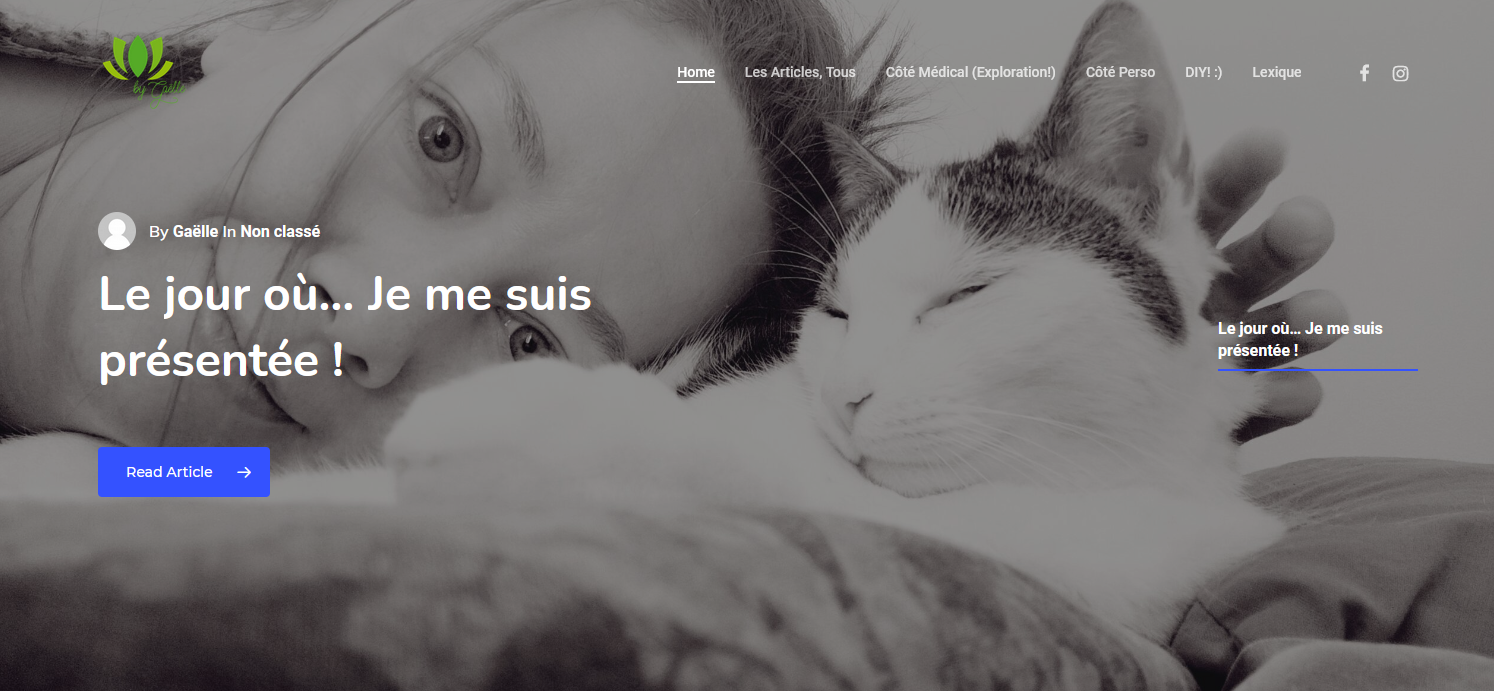 by Gaëlle
Home
Les Articles, Tous
Côté Médical (Exploration!)
Côté Perso
DIY! :)
Lexique
By Gaëlle In Non classé
Le jour où... Je me suis
présentée !
Read Article
Le jour où... Je me suis
présentée !